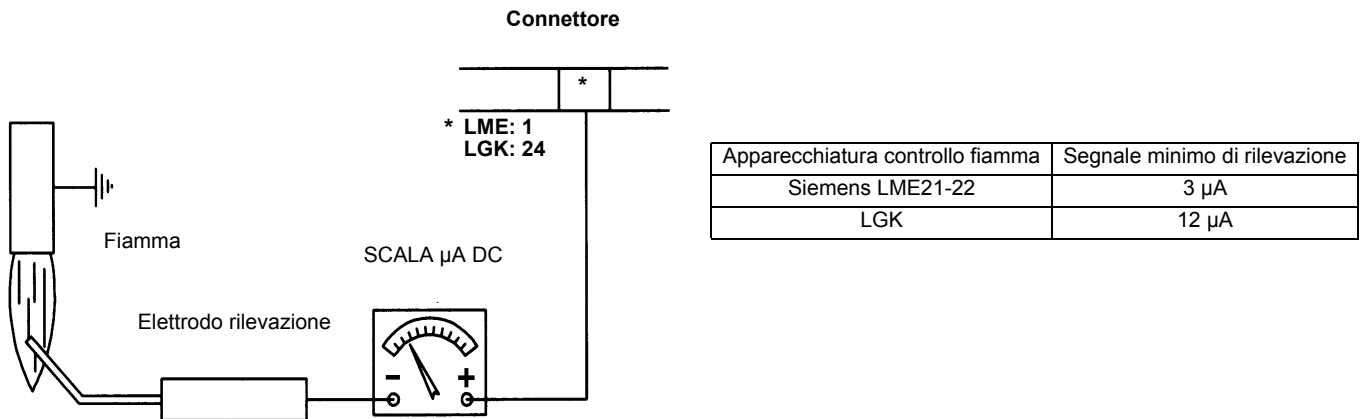 Connettore
*
* LME: 1
LGK: 24
Fiamma
SCALA µA DC
Elettrodo rilevazione
- +
Apparecchiatura controllo fiamma Segnale minimo di rilevazione
Siemens LME21-22 3 µA
LGK 12 µA